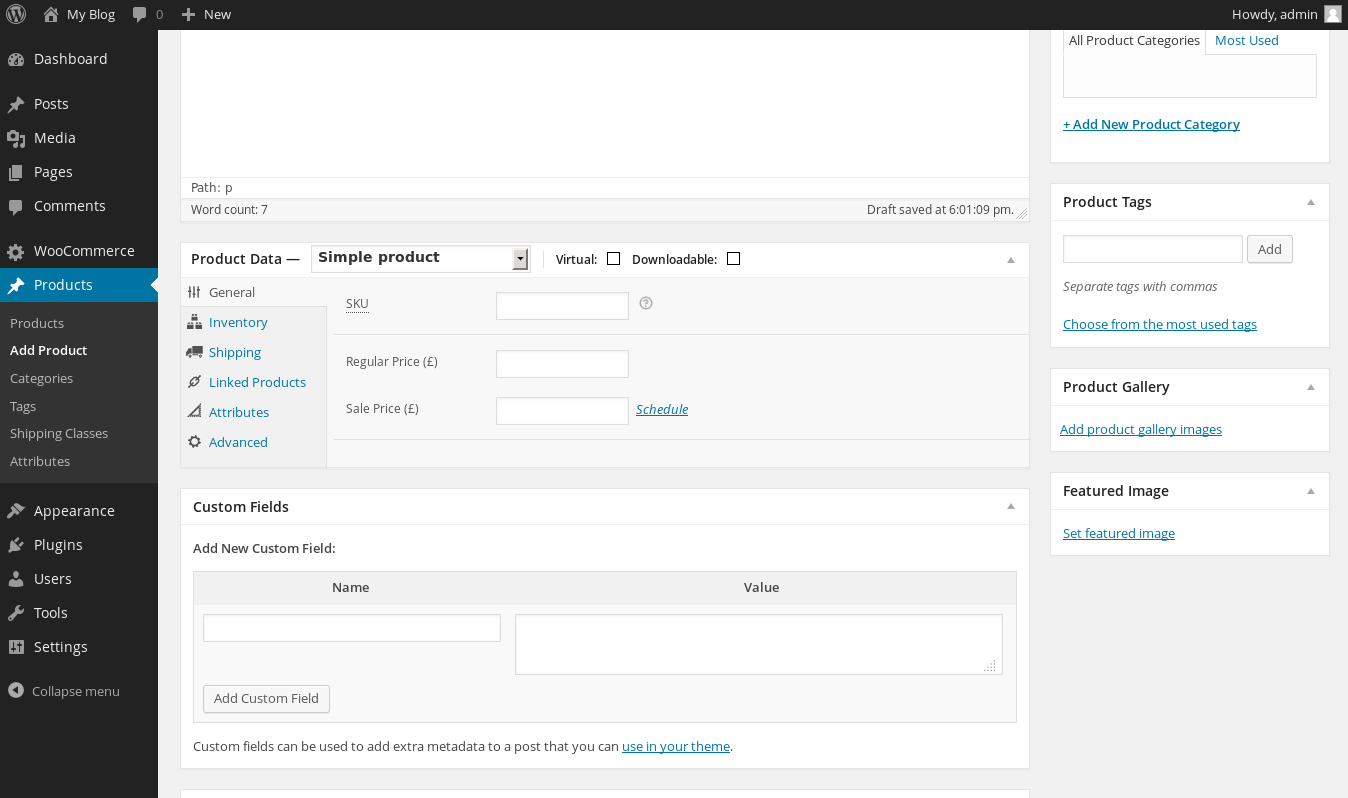 My Blog 0 New Howdy, admin
Dashboard
Posts
Media
Pages
Comments
WooCommerce
Products
Products
Add Product
Categories
Tags
Shipping Classes
Attributes
Appearance
Plugins
Users
Tools
Settings
Collapse menu
Path: p
Word count: 7 Draft saved at 6:01:09 pm.
Product Data — Simple product Virtual: Downloadable:
General
Inventory
Shipping
Linked Products
Attributes
Advanced
SKU
Regular Price (£)
Sale Price (£) Schedule
Custom Fields
Add New Custom Field:
Name Value
Add Custom Field
Custom fields can be used to add extra metadata to a post that you can use in your theme.
All Product Categories Most Used
+ Add New Product Category
Product Tags
Add
Separate tags with commas
Choose from the most used tags
Product Gallery
Add product gallery images
Featured Image
Set featured image